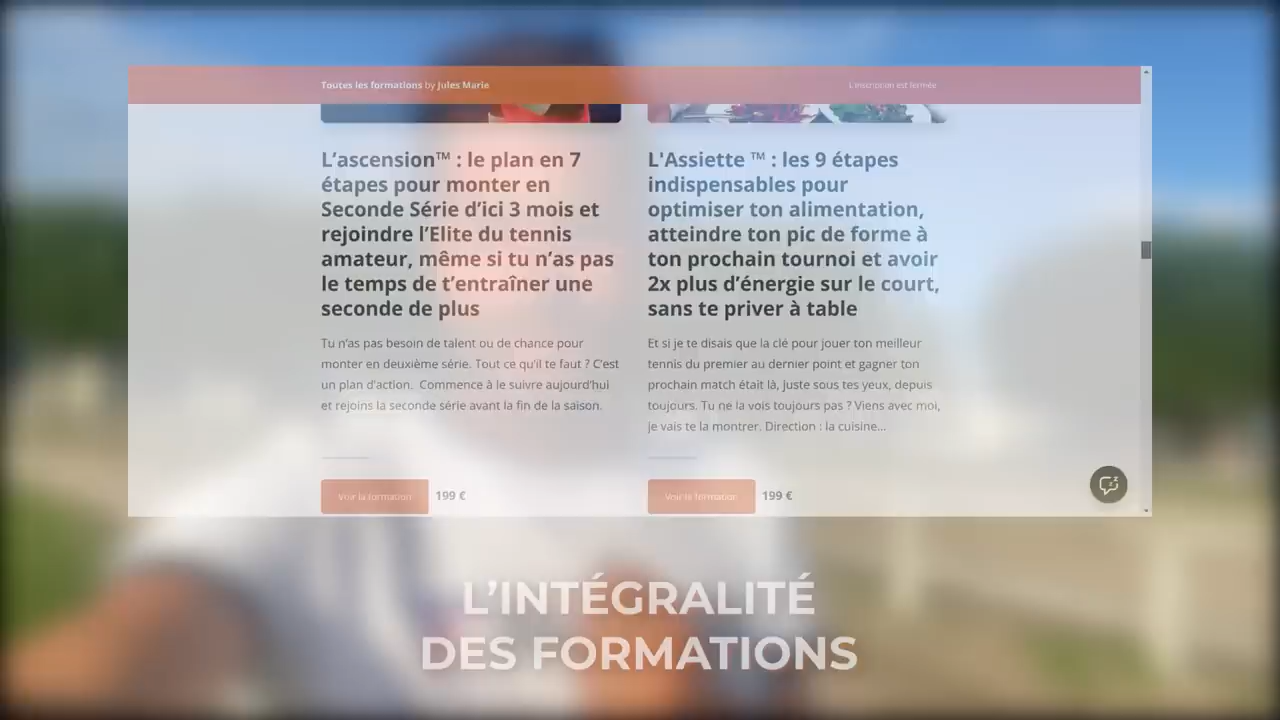 Toutes les formations by Jules Marie
L'inscription est fermée
L’ascension™ : le plan en 7
étapes pour monter en
Seconde Série d’ici 3 mois et
rejoindre l’Elite du tennis
amateur, même si tu n’as pas
le temps de t’entraîner une
seconde de plus
Tu n’as pas besoin de talent ou de chance pour
monter en deuxième série. Tout ce qu’il te faut ? C’est
un plan d’action. Commence à le suivre aujourd’hui
et rejoins la seconde série avant la fin de la saison.
Voir la formation
199 €
L'Assiette ™ : les 9 étapes
indispensables pour
optimiser ton alimentation,
atteindre ton pic de forme à
ton prochain tournoi et avoir
2x plus d’énergie sur le court,
sans te priver à table
Et si je te disais que la clé pour jouer ton meilleur
tennis du premier au dernier point et gagner ton
prochain match était là, juste sous tes yeux, depuis
toujours. Tu ne la vois toujours pas ? Viens avec moi,
je vais te la montrer. Direction : la cuisine...
Voir la formation
199 €
L’INTÉGRALITÉ
DES FORMATIONS